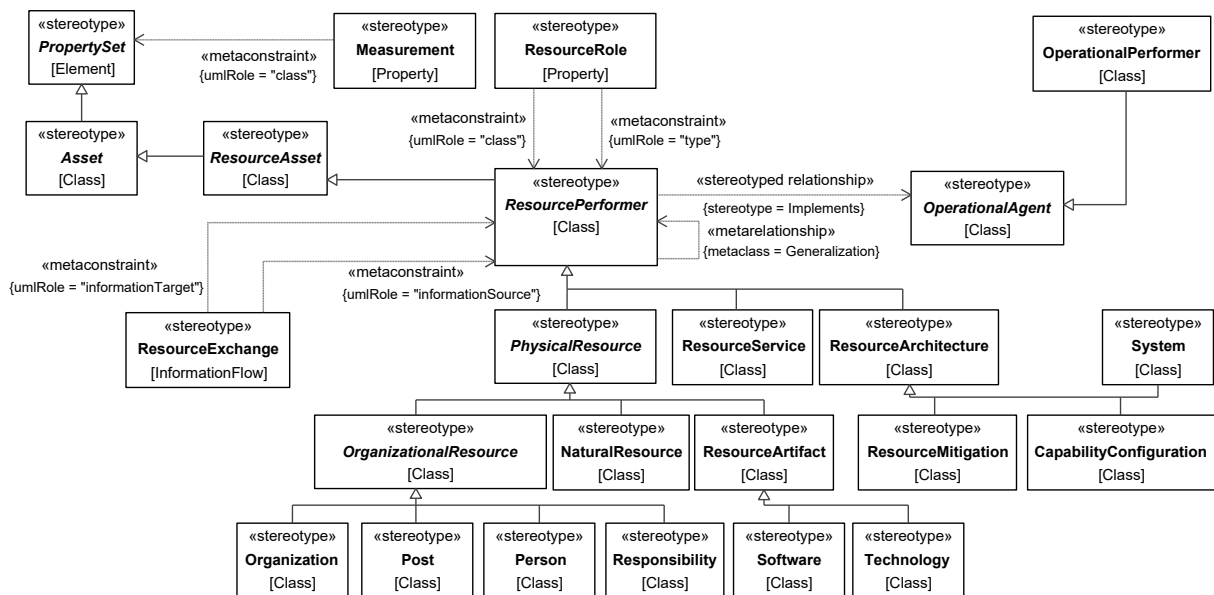 «stereotype»
PropertySet
[Element]
«metaconstraint»
{umlRole = "class"}
«stereotype»
Measurement
[Property]
«stereotype»
ResourceRole
[Property]
«stereotype»
OperationalPerformer
[Class]
«stereotype»
Asset
[Class]
«stereotype»
ResourceAsset
[Class]
«metaconstraint»
{umlRole = "class"}
«metaconstraint»
{umlRole = "type"}
«stereotype»
ResourcePerformer
[Class]
«stereotyped relationship»
{stereotype = Implements}
«metarelationship»
{metaclass = Generalization}
«stereotype»
OperationalAgent
[Class]
«metaconstraint»
{umlRole = "informationTarget"}
«metaconstraint»
{umlRole = "informationSource"}
«stereotype»
ResourceExchange
[InformationFlow]
«stereotype»
PhysicalResource
[Class]
«stereotype»
ResourceService
[Class]
«stereotype»
ResourceArchitecture
[Class]
«stereotype»
System
[Class]
«stereotype»
OrganizationalResource
[Class]
«stereotype»
NaturalResource
[Class]
«stereotype»
ResourceArtifact
[Class]
«stereotype»
ResourceMitigation
[Class]
«stereotype»
CapabilityConfiguration
[Class]
«stereotype»
Organization
[Class]
«stereotype»
Post
[Class]
«stereotype»
Person
[Class]
«stereotype»
Responsibility
[Class]
«stereotype»
Software
[Class]
«stereotype»
Technology
[Class]